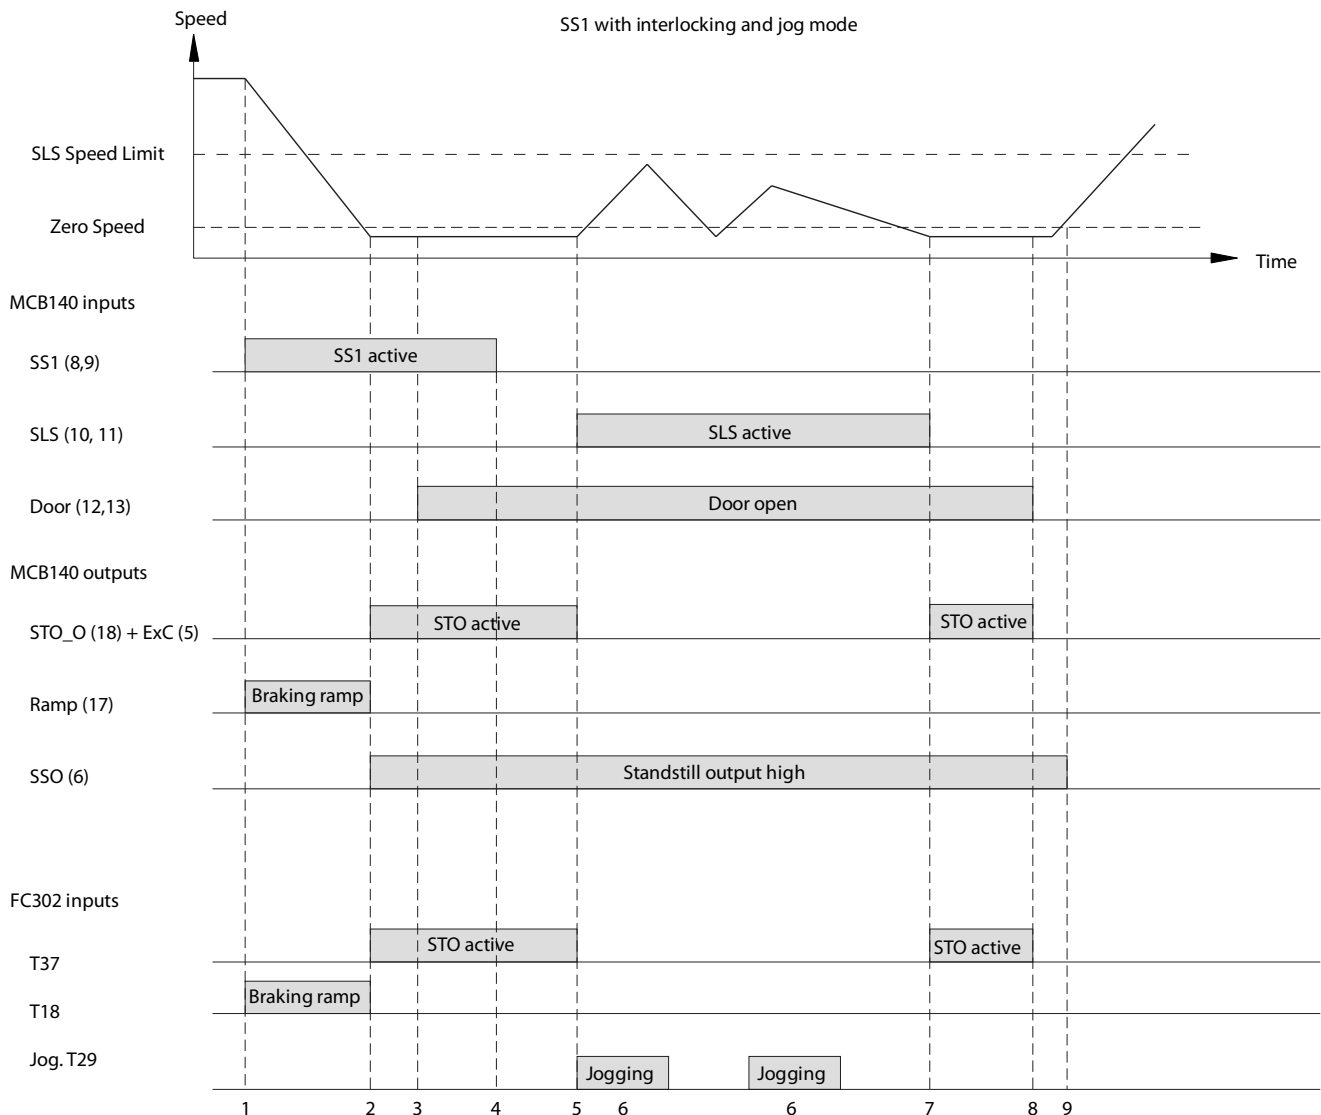 Speed
SS1 with interlocking and jog mode
SLS Speed Limit
Zero Speed
Time
MCB140 inputs
SS1 (8,9)
SS1 active
SLS (10, 11)
SLS active
Door (12,13)
Door open
MCB140 outputs
STO_O (18) + ExC (5)
STO active
STO active
Ramp (17)
Braking ramp
SSO (6)
Standstill output high
FC302 inputs
T37
STO active
STO active
T18
Braking ramp
Jog. T29
Jogging
Jogging
1 2 3 4 5 6 6 7 8 9